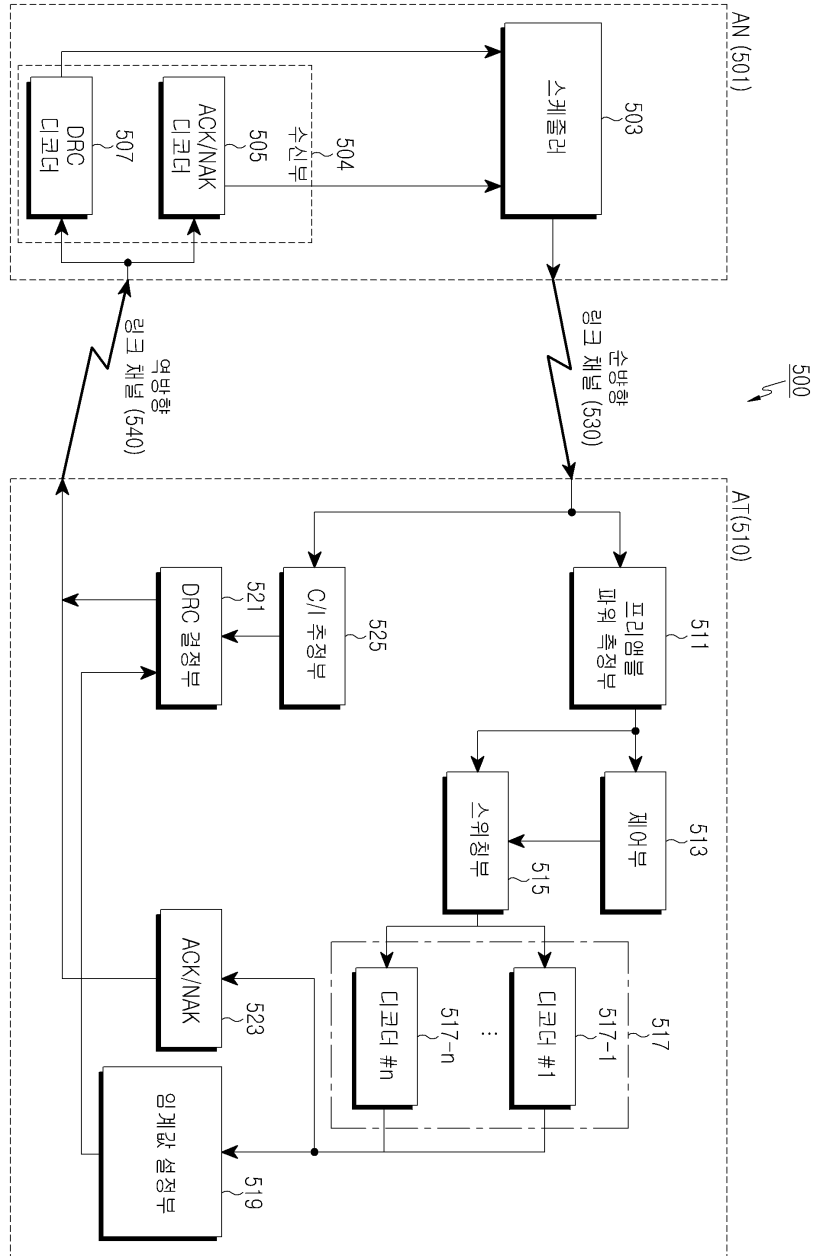 500
AN (501)
503
스케줄러
504
수신부
505
ACK/NAK
디코더
507
DRC
디코더
순방향
링크 채널 (530)
역방향
링크 채널 (540)
AT(510)
511
프리앰블
파워 측정부
513
제어부
515
스위칭부
517
517-1
디코더 #1
...
517-n
디코더 #n
525
C/I 추정부
521
DRC 결정부
523
ACK/NAK
519
임계값 설정부